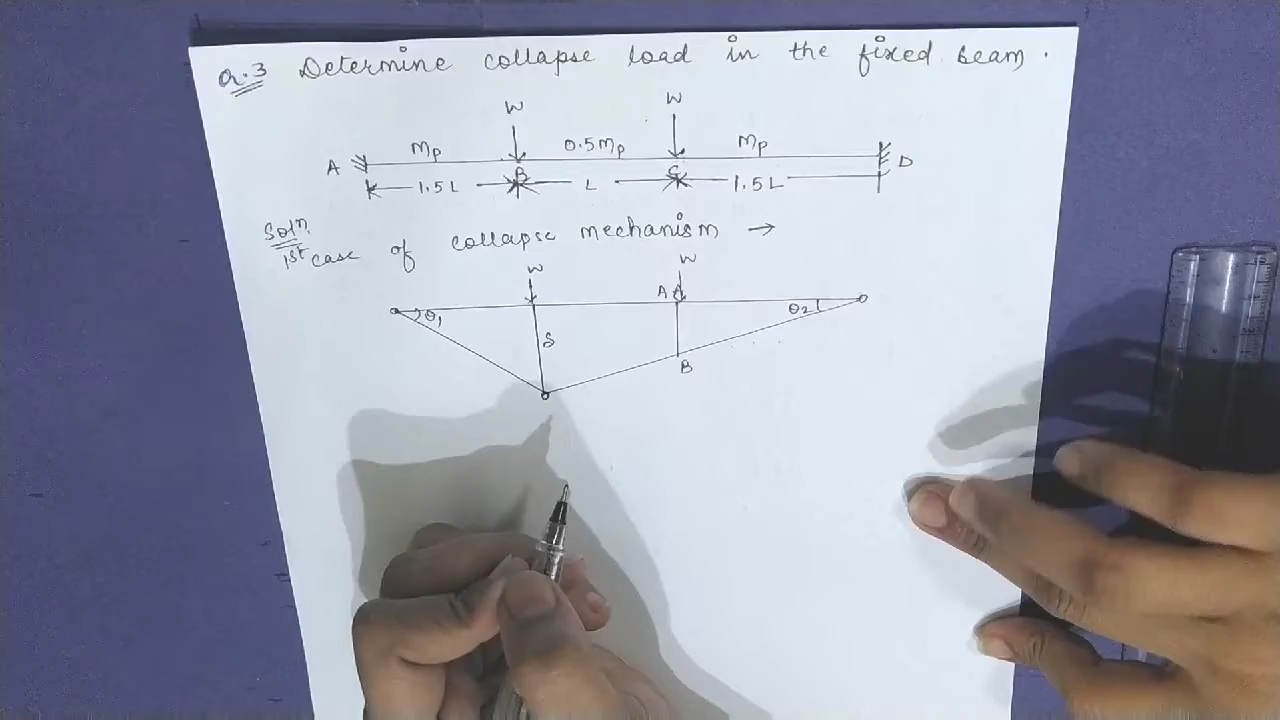 Q.3 Determine collapse load in the fixed beam.
W W
A Mp 0.5Mp Mp D
B C
1.5L L 1.5L
Soln.
1st case of collapse mechanism →
W W
A
θ1 δ θ2
B